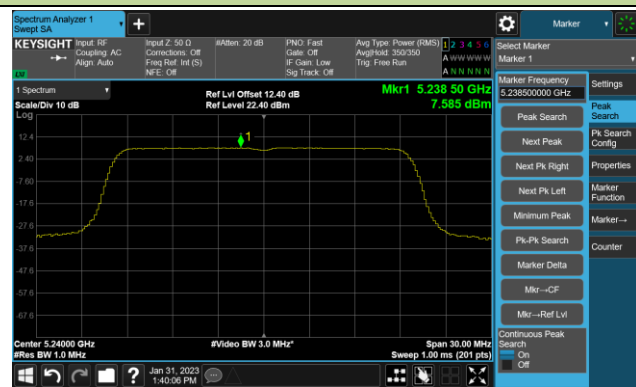 Spectrum Analyzer 1
Swept SA
Marker
KEYSIGHT
Input: RF
Coupling: AC
Align: Auto
Input Z: 50 Ω
Corrections: Off
Freq Ref: Int (S)
NFE: Off
#Atten: 20 dB
PNO: Fast
Gate: Off
IF Gain: Low
Sig Track: Off
Avg Type: Power (RMS)
Avg|Hold: 350/350
Trig: Free Run
1 2 3 4 5 6
A W W W W W
A N N N N N
LXI
Select Marker
Marker 1
1 Spectrum
Scale/Div 10 dB
Log
Ref Lvl Offset 12.40 dB
Ref Level 22.40 dBm
Mkr1 5.238 50 GHz
7.585 dBm
1
12.4
2.40
-7.60
-17.6
-27.6
-37.6
-47.6
-57.6
-67.6
Center 5.24000 GHz
#Res BW 1.0 MHz
#Video BW 3.0 MHz*
Span 30.00 MHz
Sweep 1.00 ms (201 pts)
Marker Frequency
5.238500000 GHz
Peak Search
Next Peak
Next Pk Right
Next Pk Left
Minimum Peak
Pk-Pk Search
Marker Delta
Mkr→CF
Mkr→Ref Lvl
Continuous Peak
Search
On
Off
Settings
Peak
Search
Pk Search
Config
Properties
Marker
Function
Marker→
Counter
Jan 31, 2023
1:40:06 PM